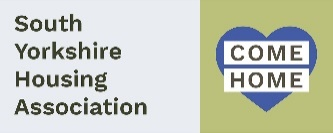 South
Yorkshire
Housing
Association
COME
HOME